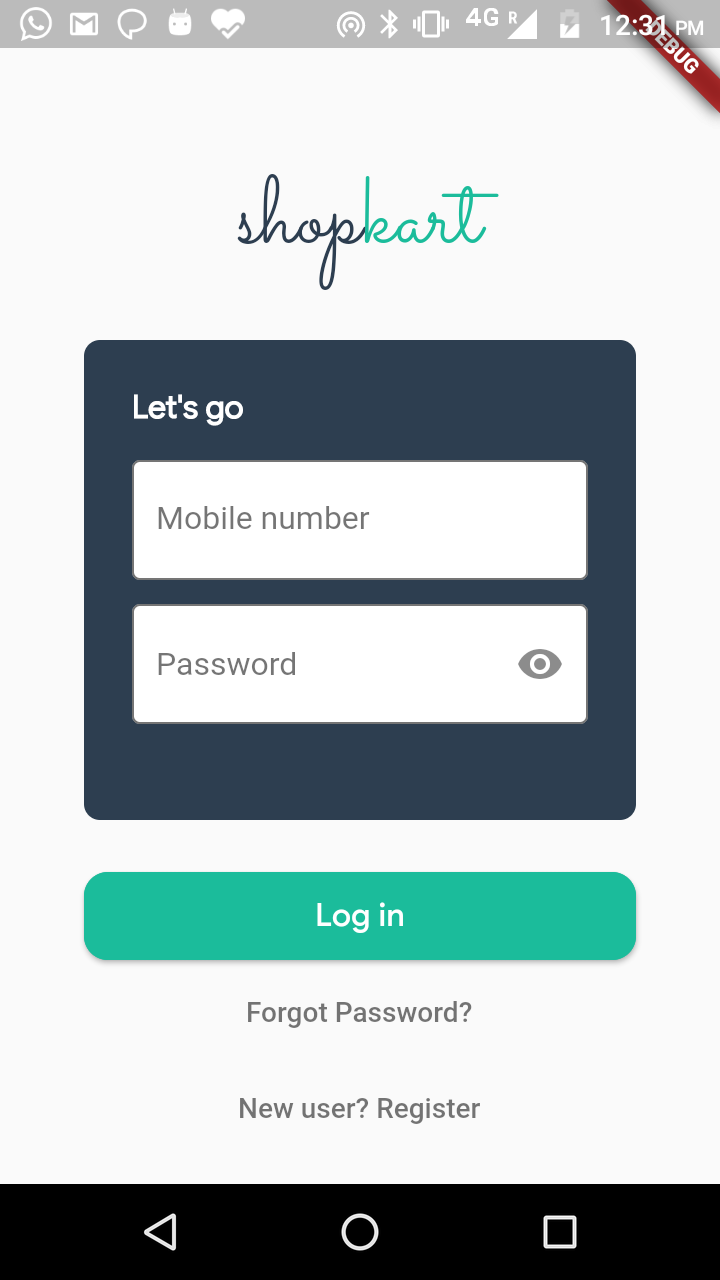 4G R 12:31 PM
DEBUG
shopkart
Let's go
Mobile number
Password
Log in
Forgot Password?
New user? Register